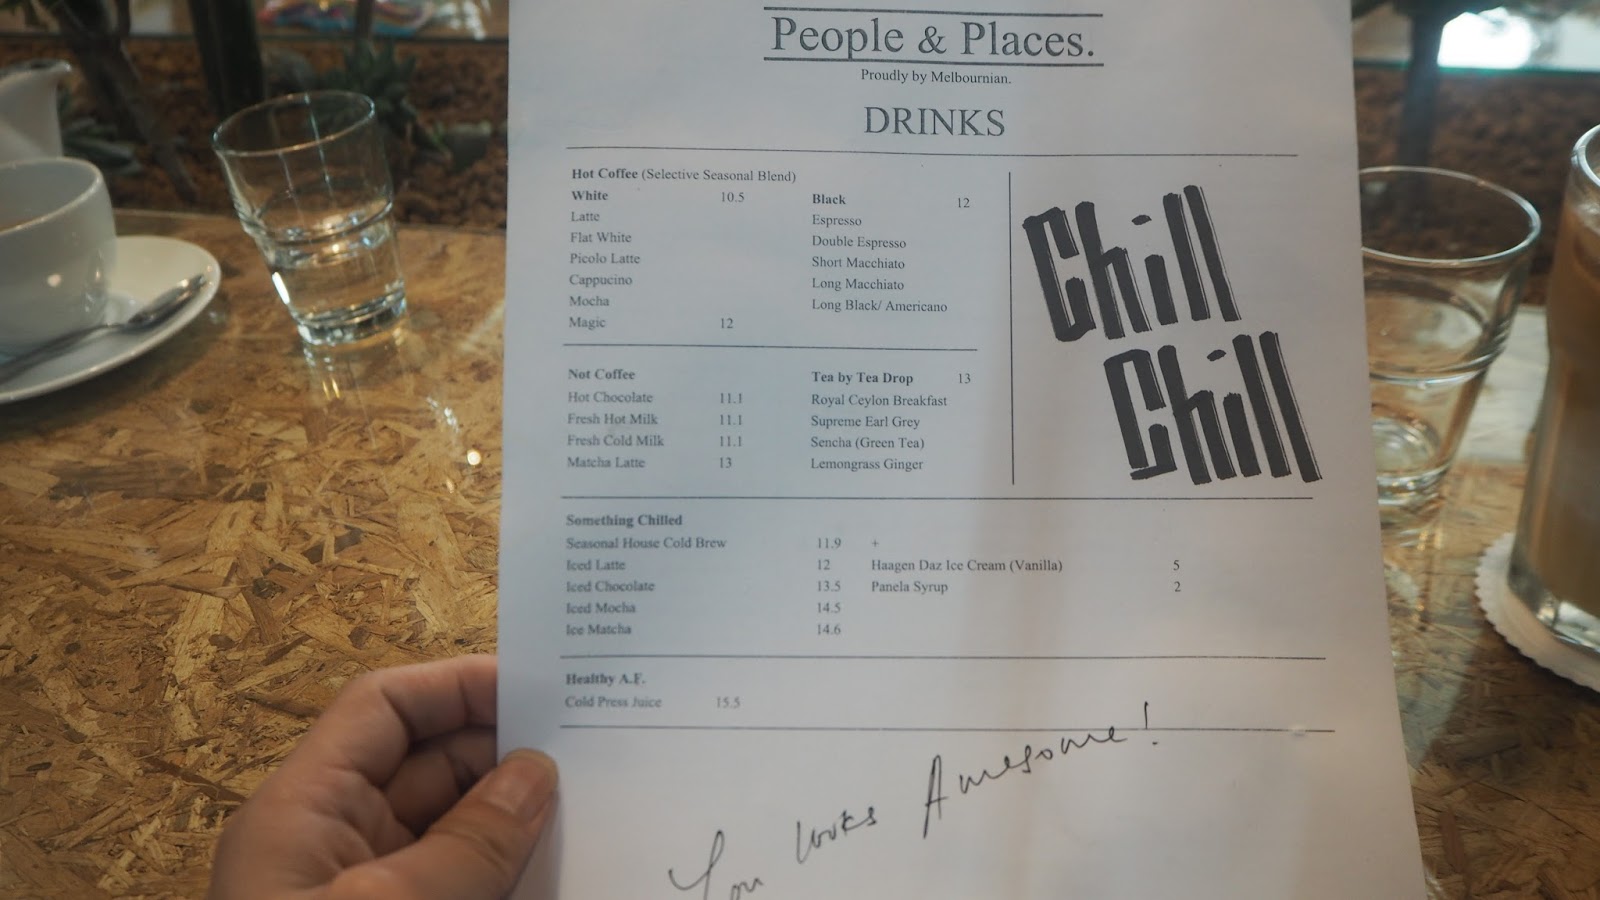 People & Places.
Proudly by Melbournian.
DRINKS
Hot Coffee (Selective Seasonal Blend)
White 10.5
Latte
Flat White
Picolo Latte
Cappucino
Mocha
Magic 12
Black 12
Espresso
Double Espresso
Short Macchiato
Long Macchiato
Long Black/ Americano
Chill
Chill
Not Coffee
Hot Chocolate 11.1
Fresh Hot Milk 11.1
Fresh Cold Milk 11.1
Matcha Latte 13
Tea by Tea Drop 13
Royal Ceylon Breakfast
Supreme Earl Grey
Sencha (Green Tea)
Lemongrass Ginger
Something Chilled
Seasonal House Cold Brew 11.9
Iced Latte 12
Iced Chocolate 13.5
Iced Mocha 14.5
Ice Matcha 14.6
+
Haagen Daz Ice Cream (Vanilla) 5
Panela Syrup 2
Healthy A.F.
Cold Press Juice 15.5
You looks Awesome!